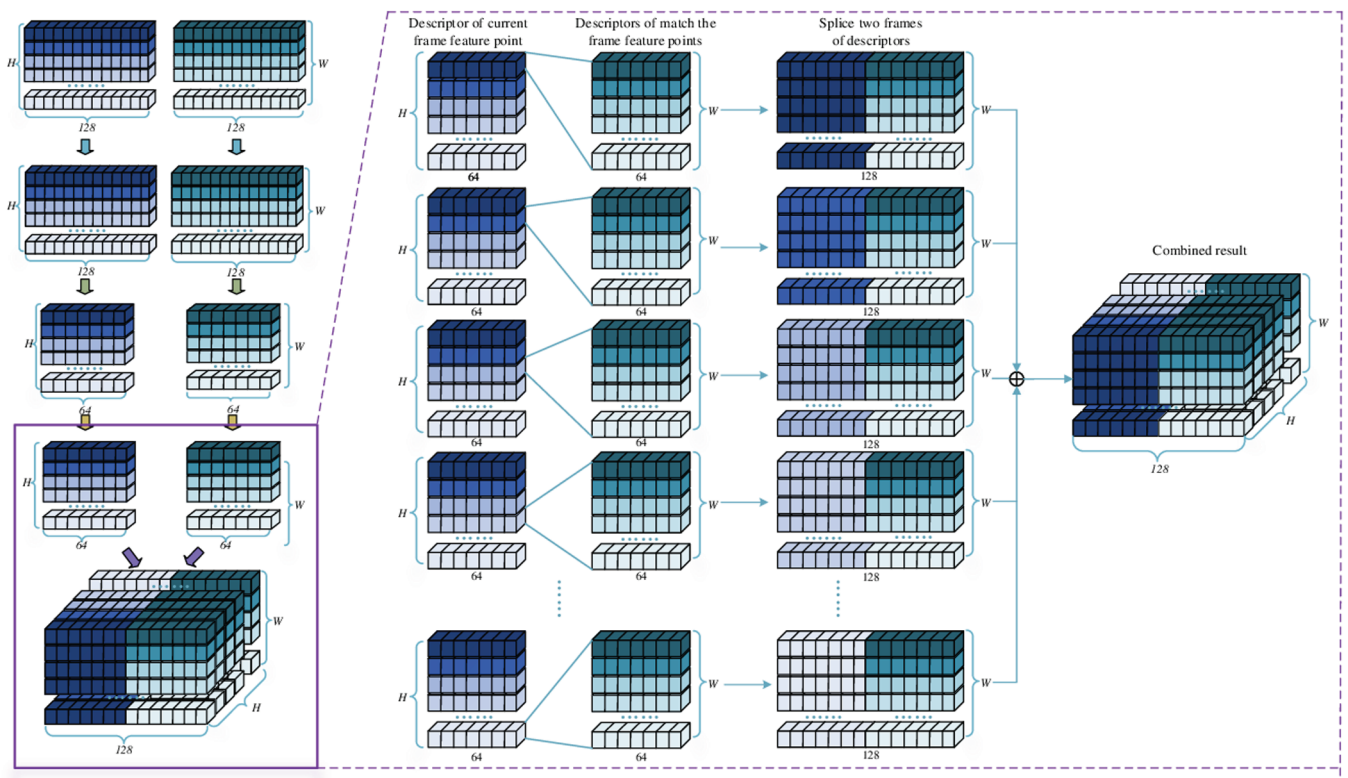 Descriptor of current
frame feature point
Descriptors of match the
frame feature points
Splice two frames
of descriptors
H
W
128
128
H
W
128
128
H
W
64
64
H
W
64
64
W
H
128
H
W
W
64
64
128
H
W
W
64
64
128
H
W
W
64
64
128
H
W
W
64
64
128
H
W
W
64
64
128
Combined result
W
H
128